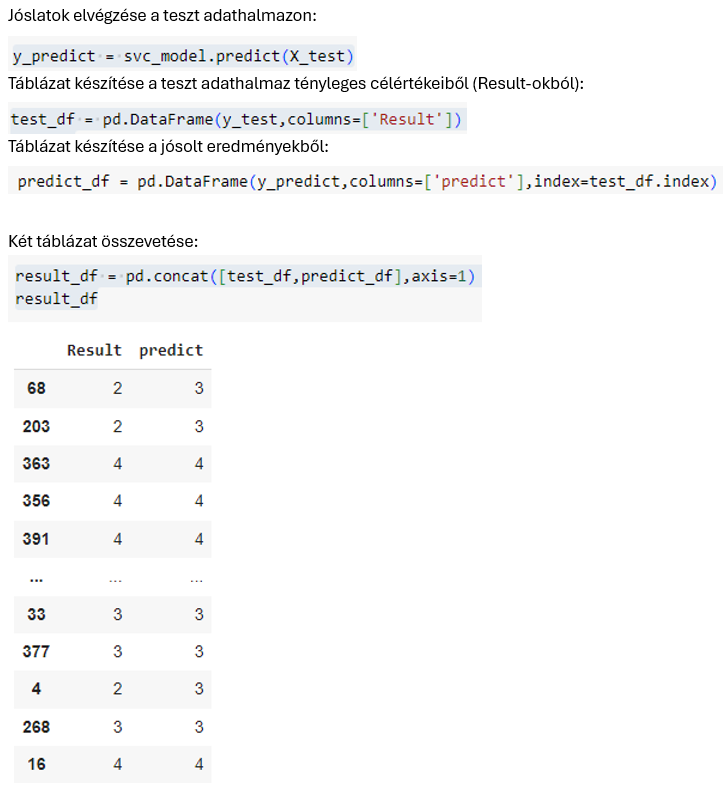 Jóslatok elvégzése a teszt adathalmazon:
y_predict = svc_model.predict(X_test)
Táblázat készítése a teszt adathalmaz tényleges célértékeiből (Result-okból):
test_df = pd.DataFrame(y_test,columns=['Result'])
Táblázat készítése a jósolt eredményekből:
predict_df = pd.DataFrame(y_predict,columns=['predict'],index=test_df.index)
Két táblázat összevetése:
result_df = pd.concat([test_df,predict_df],axis=1)
result_df
Result predict
68 2 3
203 2 3
363 4 4
356 4 4
391 4 4
... ... ...
33 3 3
377 3 3
4 2 3
268 3 3
16 4 4